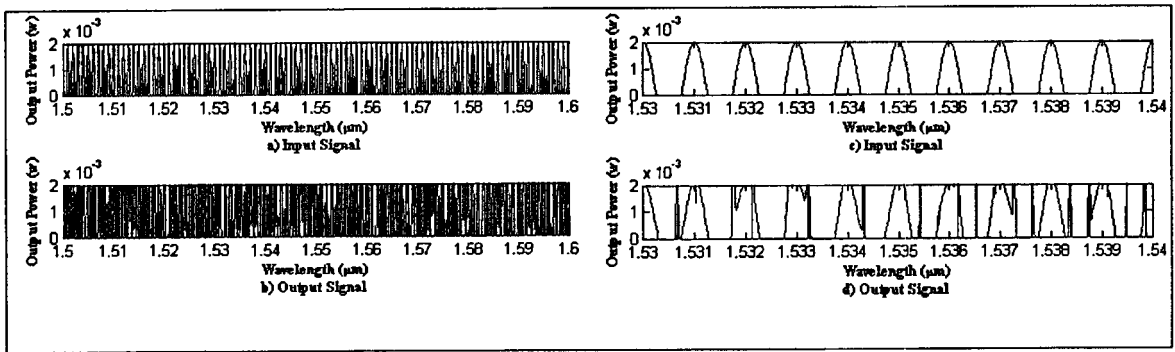 x 10⁻³
Output Power (w)
2
1
0
1.5 1.51 1.52 1.53 1.54 1.55 1.56 1.57 1.58 1.59 1.6
Wavelength (μm)
a) Input Signal
x 10⁻³
Output Power (w)
2
1
0
1.5 1.51 1.52 1.53 1.54 1.55 1.56 1.57 1.58 1.59 1.6
Wavelength (μm)
b) Output Signal
x 10⁻³
Output Power (w)
2
1
0
1.53 1.531 1.532 1.533 1.534 1.535 1.536 1.537 1.538 1.539 1.54
Wavelength (μm)
c) Input Signal
x 10⁻³
Output Power (w)
2
1
0
1.53 1.531 1.532 1.533 1.534 1.535 1.536 1.537 1.538 1.539 1.54
Wavelength (μm)
d) Output Signal